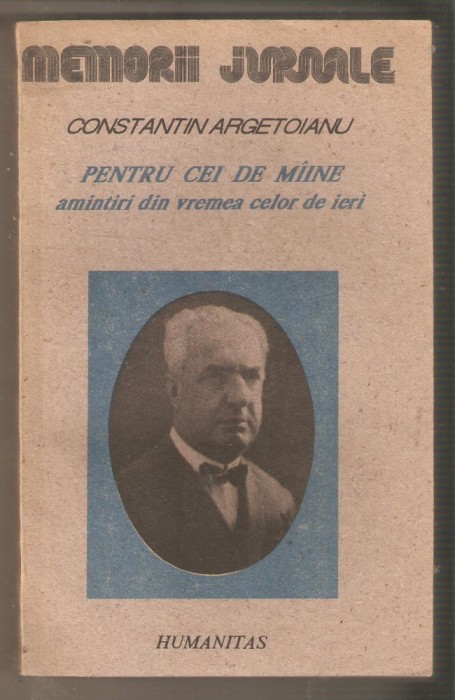 MEMORII JURNALE
CONSTANTIN ARGETOIANU
PENTRU CEI DE MÎINE
amintiri din vremea celor de ieri
HUMANITAS